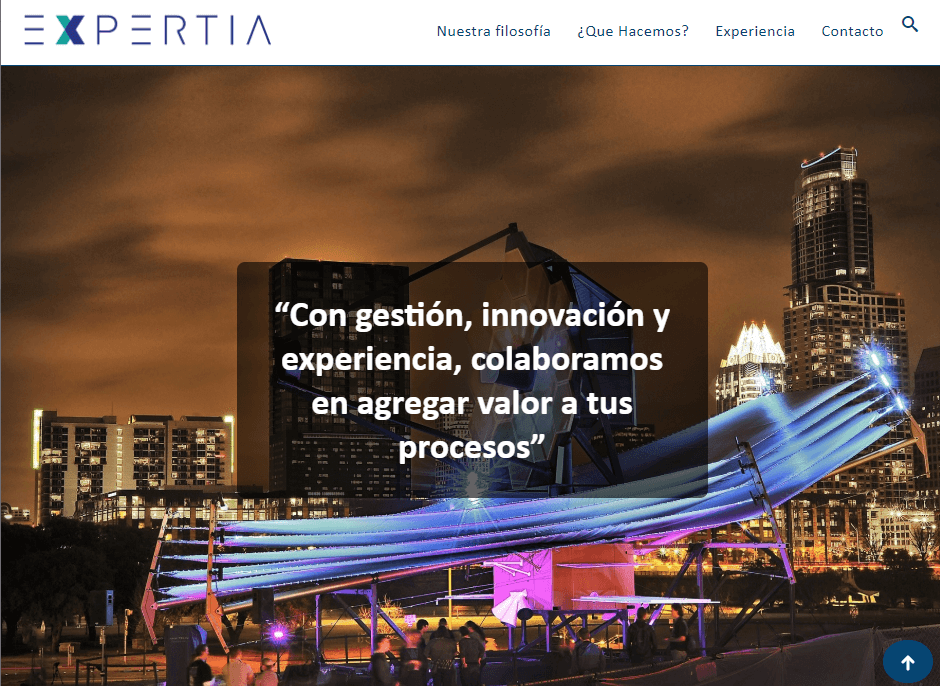 EXPERTIA
Nuestra filosofía
¿Que Hacemos?
Experiencia
Contacto
“Con gestión, innovación y
experiencia, colaboramos
en agregar valor a tus
procesos”